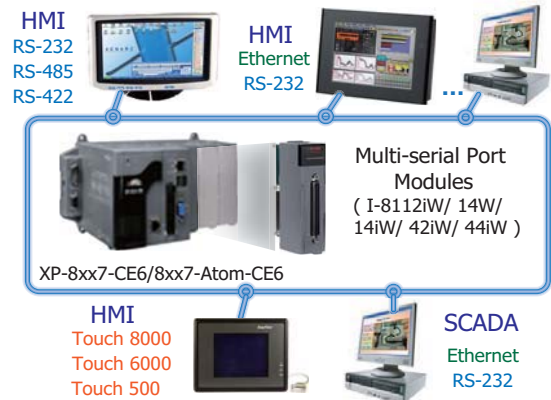 HMI
RS-232
RS-485
RS-422
HMI
Ethernet
RS-232
...
Multi-serial Port
Modules
( I-8112iW/ 14W/
14iW/ 42iW/ 44iW )
XP-8xx7-CE6/8xx7-Atom-CE6
HMI
Touch 8000
Touch 6000
Touch 500
SCADA
Ethernet
RS-232